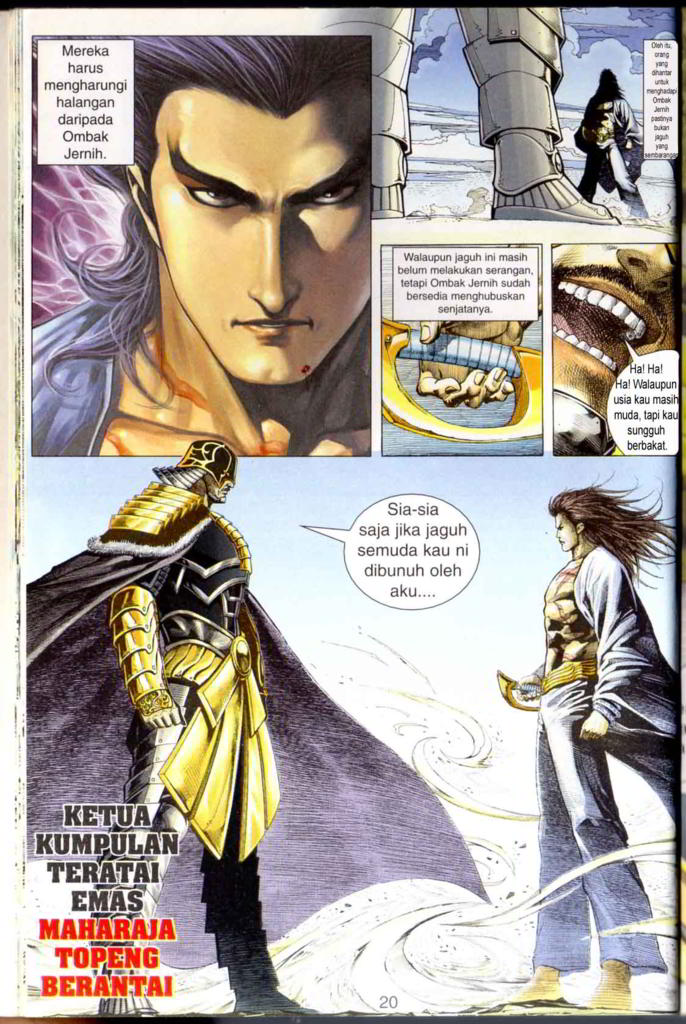 Mereka
harus
mengharungi
halangan
daripada
Ombak
Jernih.
Oleh itu,
orang
yang
dihantar
untuk
menghadapi
Ombak
Jernih
pastinya
bukan
jaguh
yang
sembarangan
Walaupun jaguh ini masih
belum melakukan serangan,
tetapi Ombak Jernih sudah
bersedia menghubuskan
senjatanya.
Ha! Ha!
Ha! Walaupun
usia kau masih
muda, tapi kau
sungguh
berbakat.
Sia-sia
saja jika jaguh
semuda kau ni
dibunuh oleh
aku....
KETUA
KUMPULAN
TERATAI
EMAS
MAHARAJA
TOPENG
BERANTAI
20